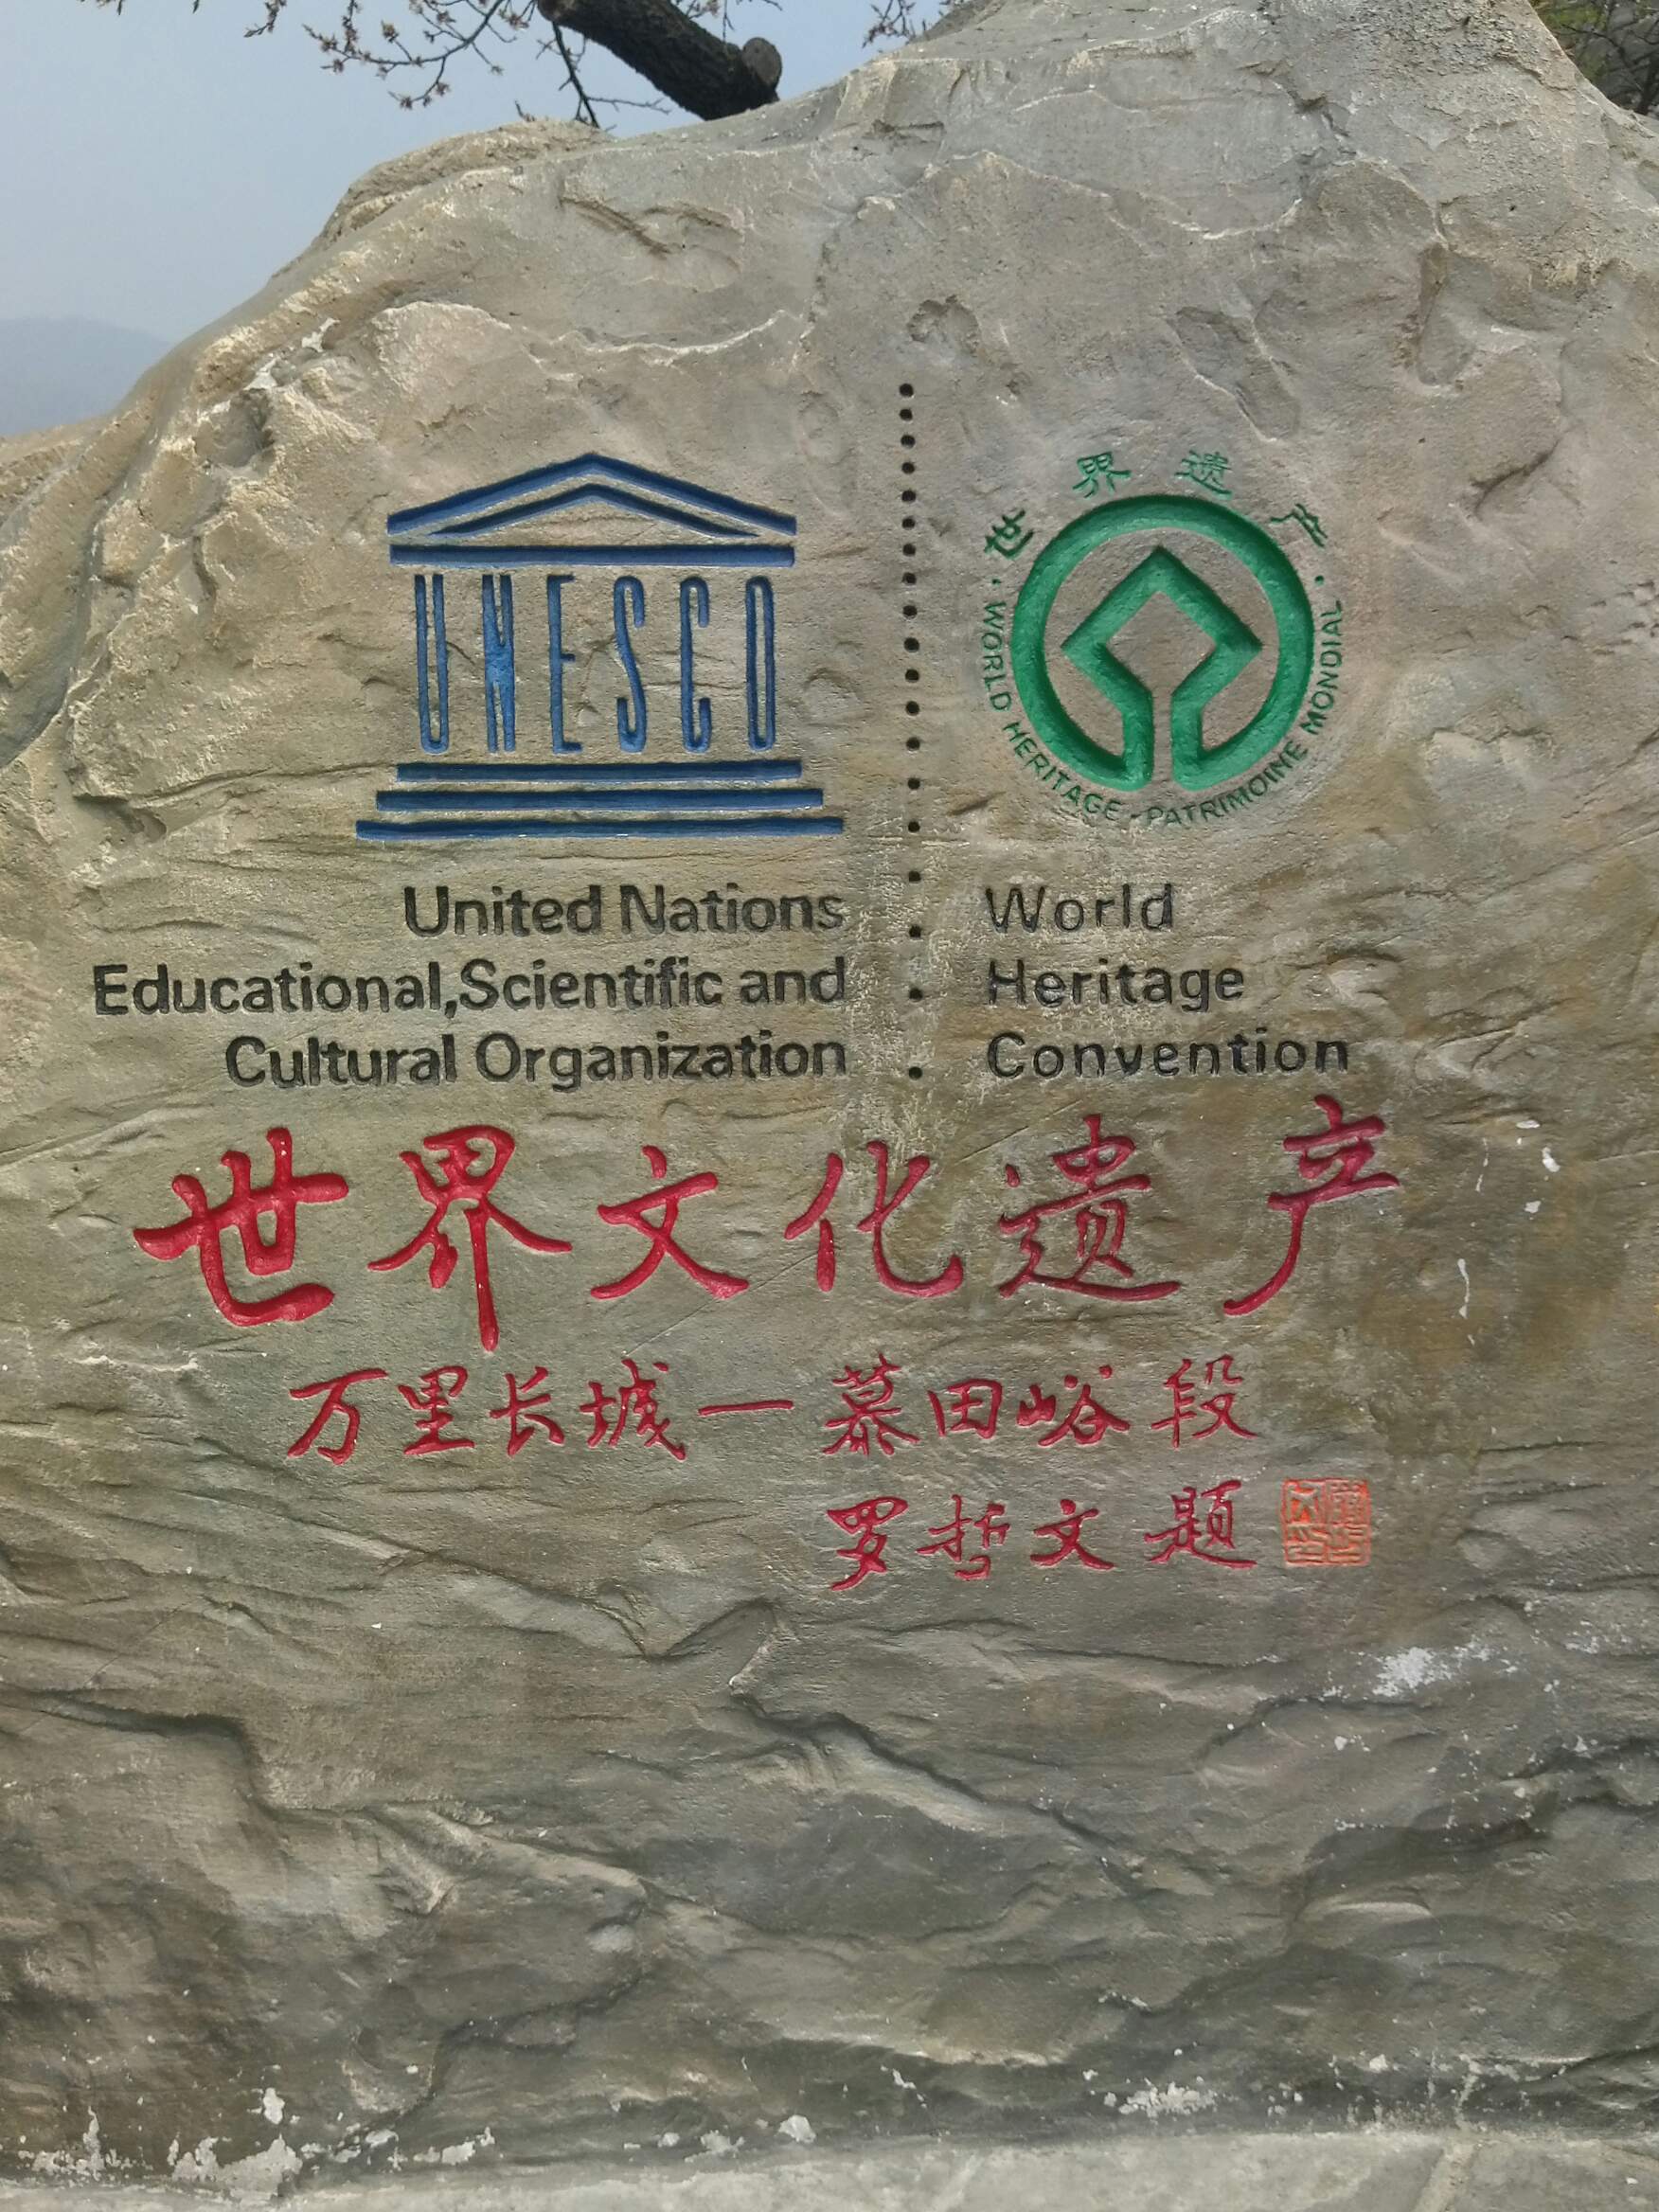 UNESCO
世界遗产
WORLD HERITAGE · PATRIMOINE MONDIAL
United Nations
Educational,Scientific and
Cultural Organization
World
Heritage
Convention
世界文化遗产
万里长城一慕田峪段
罗哲文题